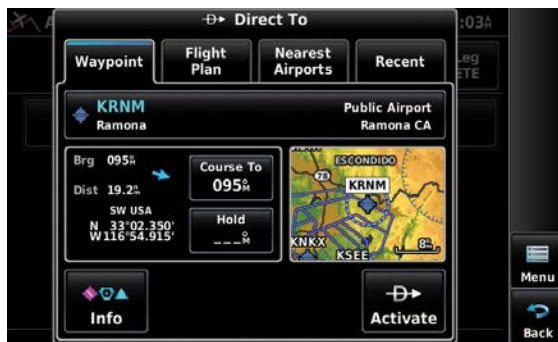 Direct To
:03A
Waypoint
Flight Plan
Nearest Airports
Recent
Leg
ETE
KRNM
Ramona
Public Airport
Ramona CA
Brg 095°M
Dist 19.2NM
SW USA
N 33°02.350'
W116°54.915'
Course To
095°M
Hold
___°M
ESCONDIDO
78
KRNM
KNKX
KSEE
8NM
Info
Activate
Menu
Back